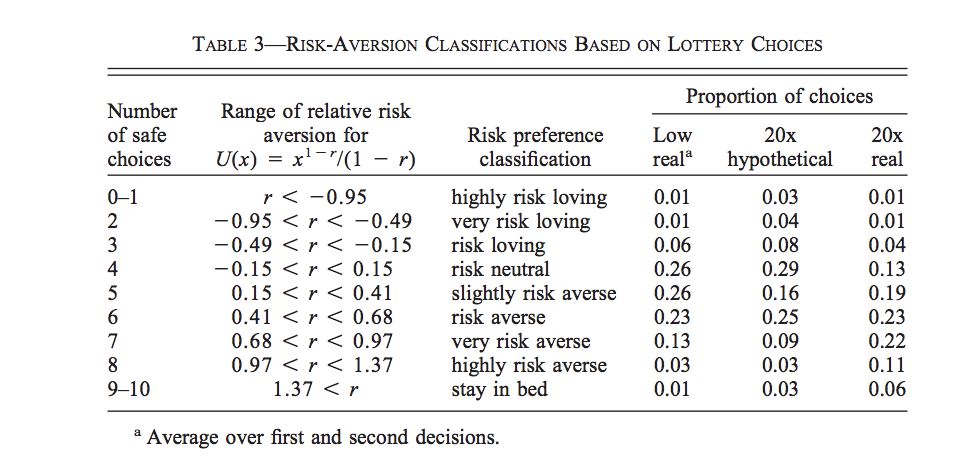 TABLE 3—RISK-AVERSION CLASSIFICATIONS BASED ON LOTTERY CHOICES
Number of safe choices Range of relative risk aversion for U(x) = x^{1−r}/(1 − r) Risk preference classification Proportion of choices
Low real^a 20x hypothetical 20x real
0–1 r < −0.95 highly risk loving 0.01 0.03 0.01
2 −0.95 < r < −0.49 very risk loving 0.01 0.04 0.01
3 −0.49 < r < −0.15 risk loving 0.06 0.08 0.04
4 −0.15 < r < 0.15 risk neutral 0.26 0.29 0.13
5 0.15 < r < 0.41 slightly risk averse 0.26 0.16 0.19
6 0.41 < r < 0.68 risk averse 0.23 0.25 0.23
7 0.68 < r < 0.97 very risk averse 0.13 0.09 0.22
8 0.97 < r < 1.37 highly risk averse 0.03 0.03 0.11
9–10 1.37 < r stay in bed 0.01 0.03 0.06
^a Average over first and second decisions.